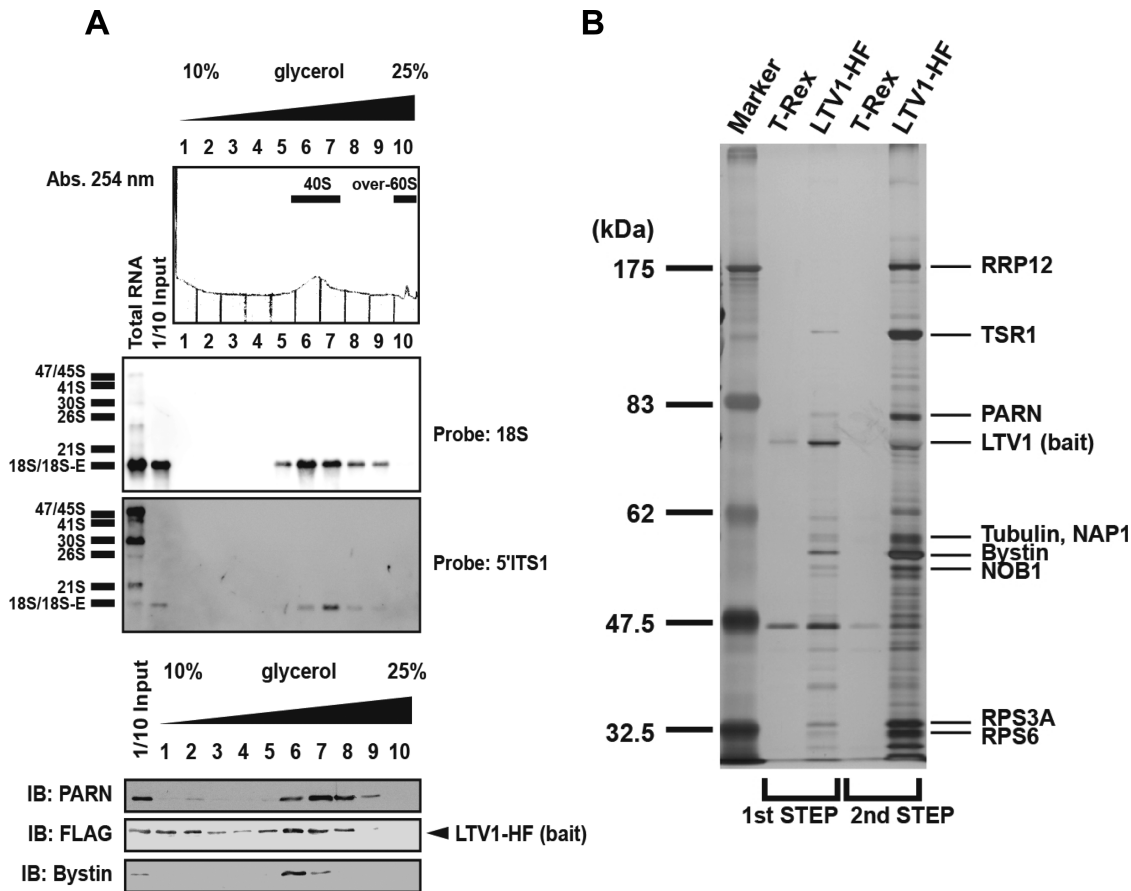 A
10% glycerol 25%
1 2 3 4 5 6 7 8 9 10
Abs. 254 nm
40S over-60S
Total RNA
1/10 Input
1 2 3 4 5 6 7 8 9 10
47/45S
41S
30S
26S
21S
18S/18S-E
Probe: 18S
47/45S
41S
30S
26S
21S
18S/18S-E
Probe: 5'ITS1
10% glycerol 25%
1/10 Input
1 2 3 4 5 6 7 8 9 10
IB: PARN
IB: FLAG
LTV1-HF (bait)
IB: Bystin
B
Marker
T-Rex
LTV1-HF
T-Rex
LTV1-HF
(kDa)
175
83
62
47.5
32.5
RRP12
TSR1
PARN
LTV1 (bait)
Tubulin, NAP1
Bystin
NOB1
RPS3A
RPS6
1st STEP 2nd STEP